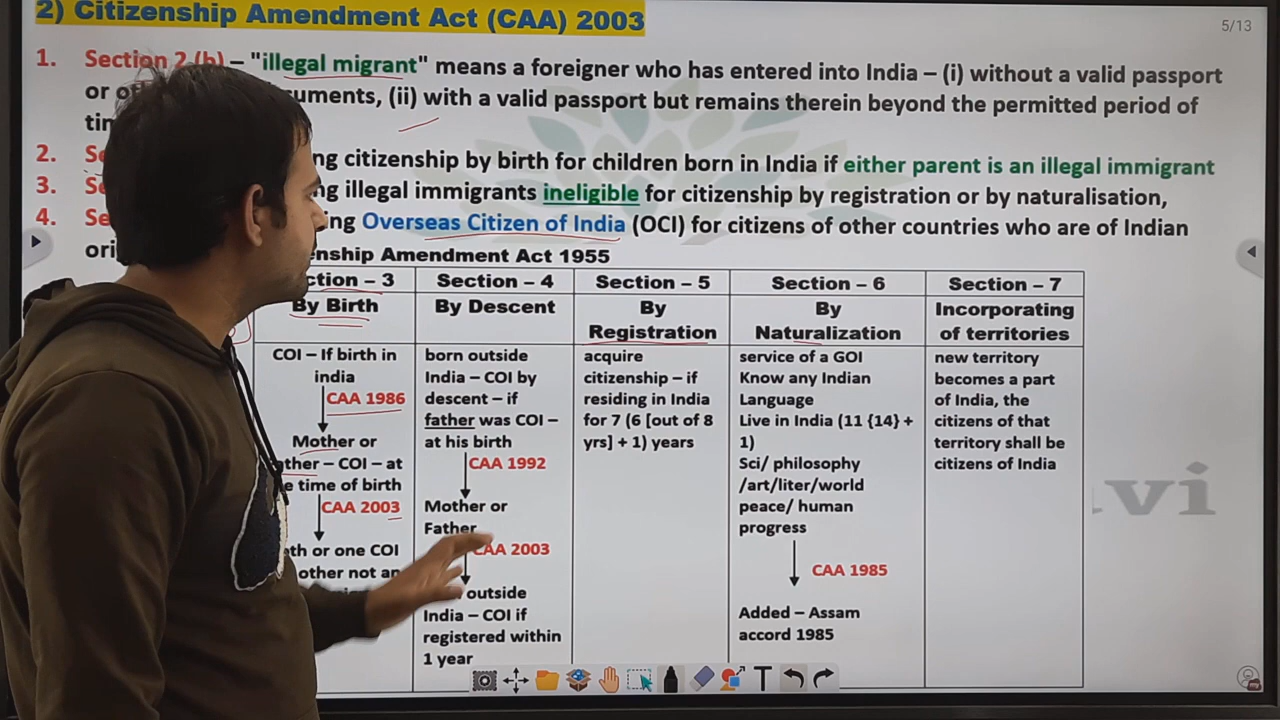 2) Citizenship Amendment Act (CAA) 2003
5/13
1. Section 2 (b) – "illegal migrant" means a foreigner who has entered into India – (i) without a valid passport
or uments, (ii) with a valid passport but remains therein beyond the permitted period of
2. ng citizenship by birth for children born in India if either parent is an illegal immigrant
3. ng illegal immigrants ineligible for citizenship by registration or by naturalisation,
4. ing Overseas Citizen of India (OCI) for citizens of other countries who are of Indian
ori enship Amendment Act 1955
ction – 3 Section – 4 Section – 5 Section – 6 Section – 7
By Birth By Descent By Registration By Naturalization Incorporating of territories
COI – If birth in
india
CAA 1986
Mother or
ther – COI – at
e time of birth
CAA 2003
th or one COI
other not an
born outside
India – COI by
descent – if
father was COI –
at his birth
CAA 1992
Mother or
Father
CAA 2003
outside
India – COI if
registered within
1 year
acquire
citizenship – if
residing in India
for 7 (6 [out of 8
yrs] + 1) years
service of a GOI
Know any Indian
Language
Live in India (11 {14} +
1)
Sci/ philosophy
/art/liter/world
peace/ human
progress
CAA 1985
Added – Assam
accord 1985
new territory
becomes a part
of India, the
citizens of that
territory shall be
citizens of India
vi
T